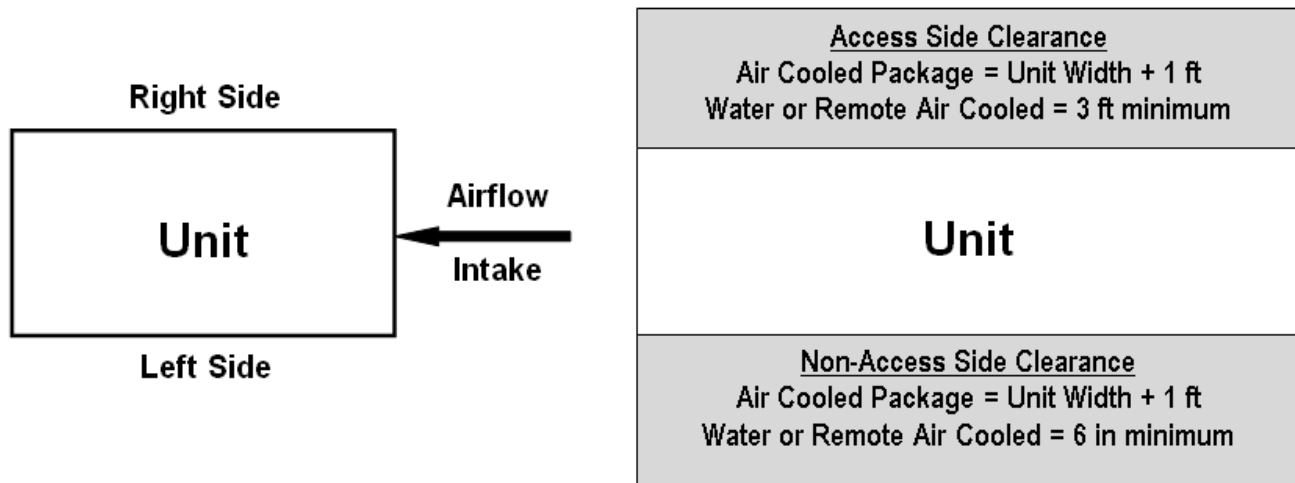 Right Side
Unit
Airflow
Intake
Left Side
Access Side Clearance
Air Cooled Package = Unit Width + 1 ft
Water or Remote Air Cooled = 3 ft minimum
Unit
Non-Access Side Clearance
Air Cooled Package = Unit Width + 1 ft
Water or Remote Air Cooled = 6 in minimum